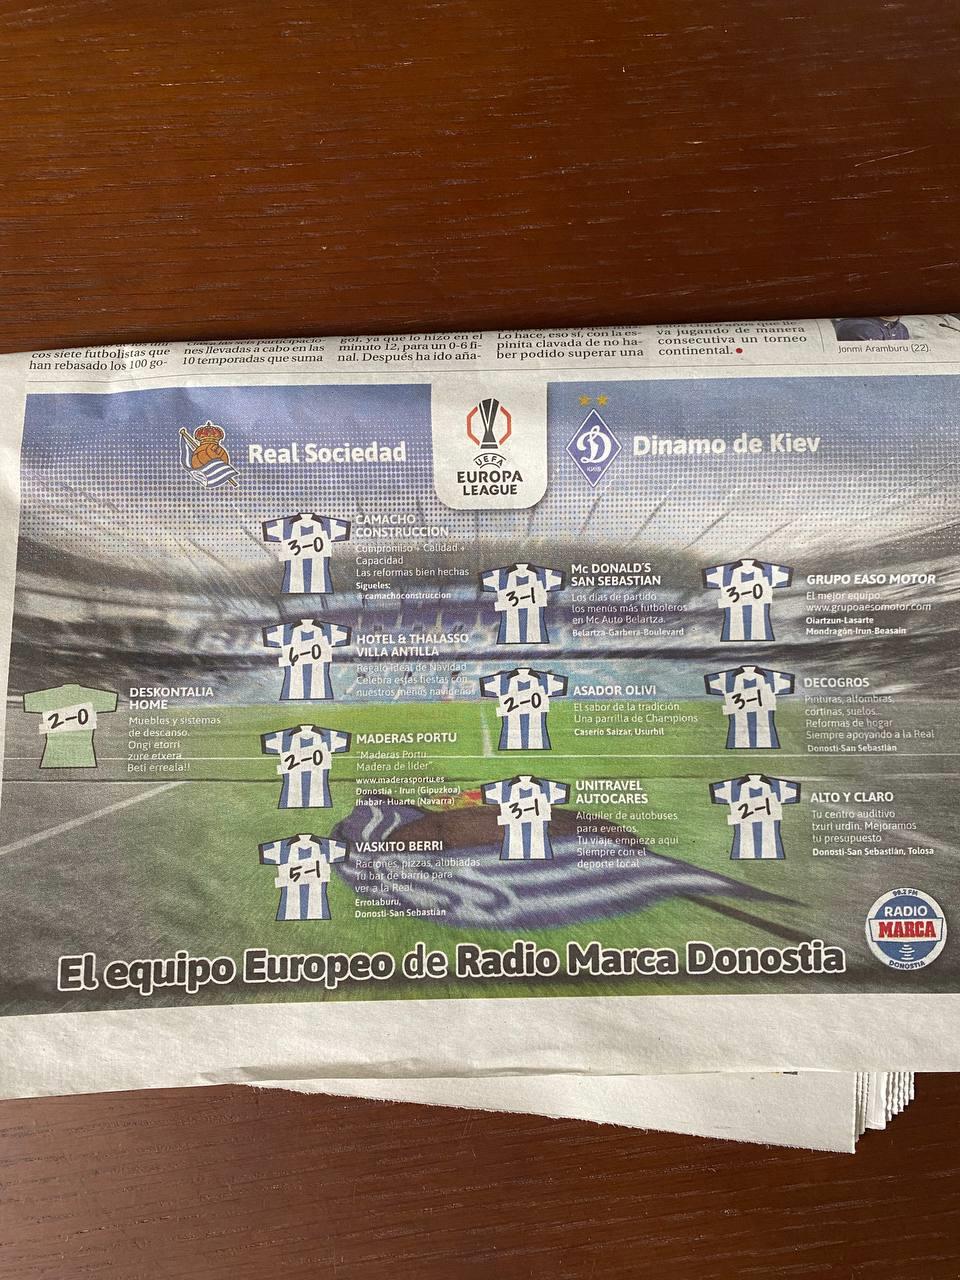 cos siete futbolistas que
han rebasado los 100 go-
nes llevadas a cabo en las
10 temporadas que suma
gol, ya que lo hizo en el
minuto 12, para un 0-6 fi-
nal. Después ha ido aña-
Lo hace, eso sí, con la es-
pinita clavada de no ha-
ber podido superar una
va jugando de manera
consecutiva un torneo
continental.
Jonmi Aramburu (22).
Real Sociedad
UEFA
EUROPA
LEAGUE
Київ
Dinamo de Kiev
3-0
CAMACHO
CONSTRUCCION
Compromiso + Calidad +
Capacidad
Las reformas bien hechas
Sigueles:
@camachoconstruccion
3-1
Mc DONALD'S
SAN SEBASTIAN
Los días de partido
los menús más futboleros
en Mc Auto Belartza.
Belartza-Garbera-Boulevard
3-0
GRUPO EASO MOTOR
El mejor equipo.
www.grupoaesomotor.com
Oiartzun-Lasarte
Mondragón-Irun-Beasain
6-0
HOTEL & THALASSO
VILLA ANTILLA
Regalo ideal de Navidad
Celebra estas fiestas con
nuestros menús navideños
2-0
DESKONTALIA
HOME
Muebles y sistemas
de descanso.
Ongi etorri
zure etxera
Beti erreala!!
2-0
ASADOR OLIVI
El sabor de la tradición.
Una parrilla de Champions
Caserío Saizar, Usurbil
3-1
DECOGROS
Pinturas, alfombras,
cortinas, suelos...
Reformas de hogar
Siempre apoyando a la Real
Donosti-San Sebastián
2-0
MADERAS PORTU
"Maderas Portu
Madera de líder".
www.maderasportu.es
Donostia - Irun (Gipuzkoa)
Ihabar- Huarte (Navarra)
3-1
UNITRAVEL
AUTOCARES
Alquiler de autobuses
para eventos.
Tu viaje empieza aquí
Siempre con el
deporte local
2-1
ALTO Y CLARO
Tu centro auditivo
txuri urdin. Mejoramos
tu presupuesto
Donosti-San Sebastián, Tolosa
5-1
VASKITO BERRI
Raciones, pizzas, alubiadas
Tu bar de barrio para
ver a la Real
Errotaburu,
Donosti-San Sebastián
El equipo Europeo de Radio Marca Donostia
98.2 FM
RADIO
MARCA
DONOSTIA